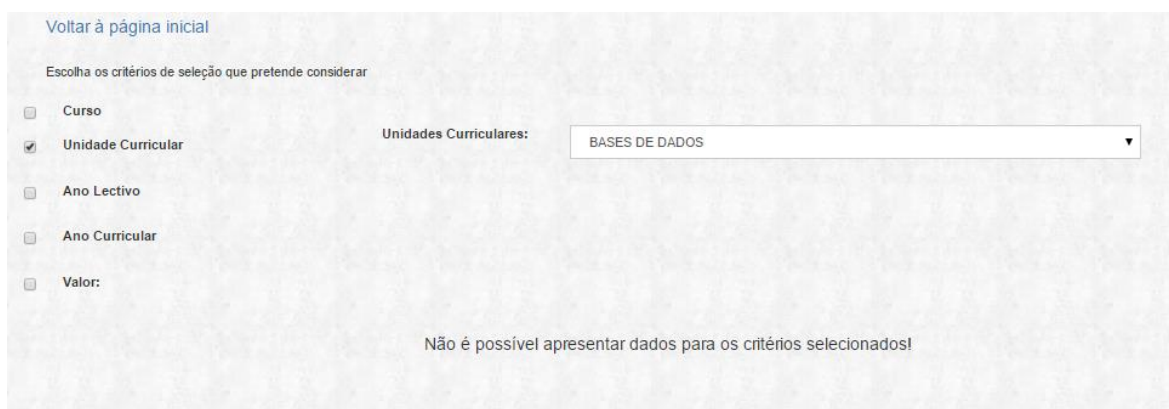 Voltar à página inicial
Escolha os critérios de seleção que pretende considerar
Curso
Unidade Curricular
Unidades Curriculares:
BASES DE DADOS
Ano Lectivo
Ano Curricular
Valor:
Não é possível apresentar dados para os critérios selecionados!